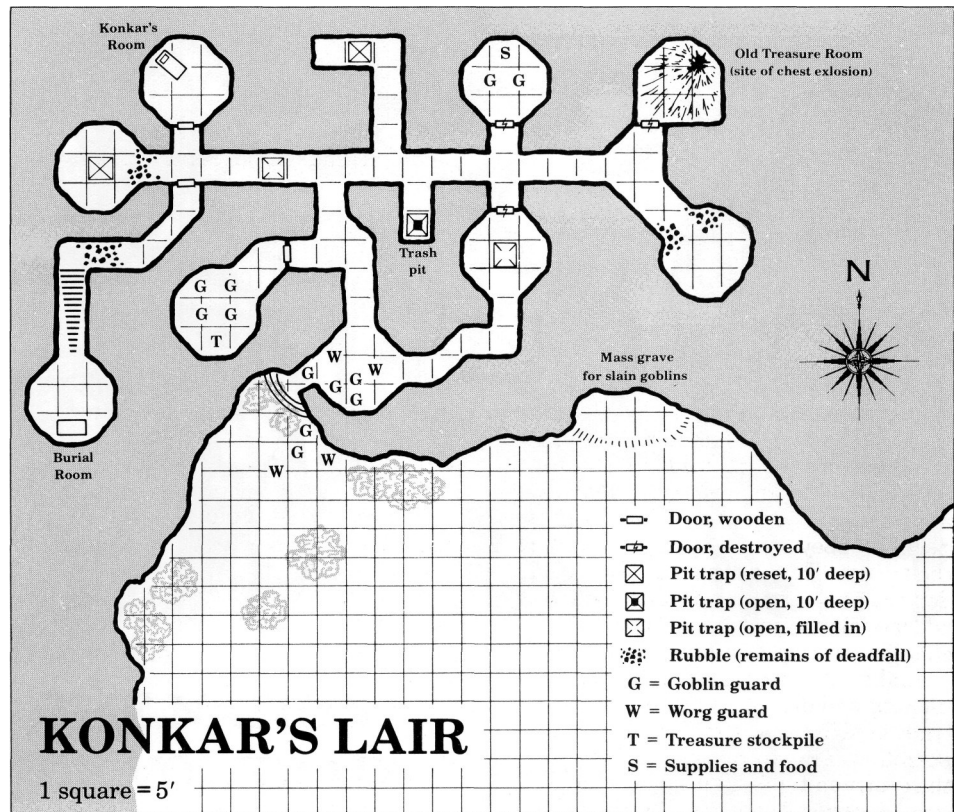 Konkar's
Room
S
G G
Old Treasure Room
(site of chest exlosion)
Trash
pit
G G
G G
T
N
W
G W
G G
G
G
G
W W
Mass grave
for slain goblins
Burial
Room
Door, wooden
Door, destroyed
Pit trap (reset, 10' deep)
Pit trap (open, 10' deep)
Pit trap (open, filled in)
Rubble (remains of deadfall)
G = Goblin guard
W = Worg guard
T = Treasure stockpile
S = Supplies and food
KONKAR'S LAIR
1 square = 5'